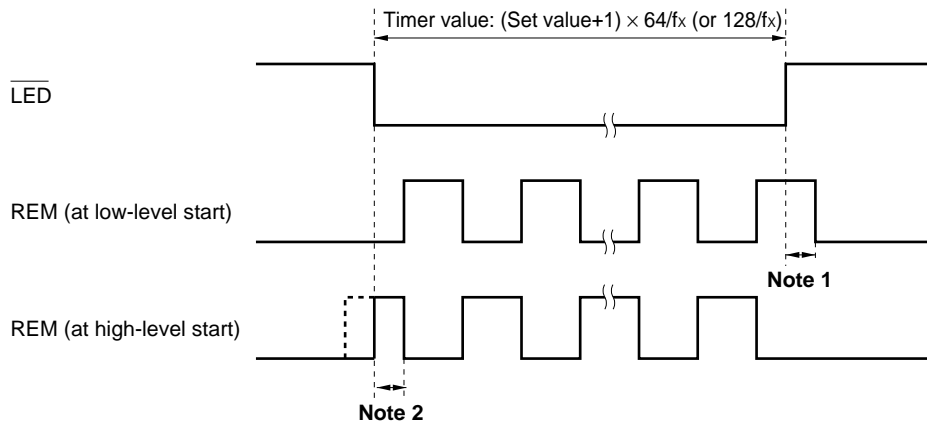 Timer value: (Set value+1) × 64/fx (or 128/fx)
L̅E̅D̅
REM (at low-level start)
Note 1
REM (at high-level start)
Note 2